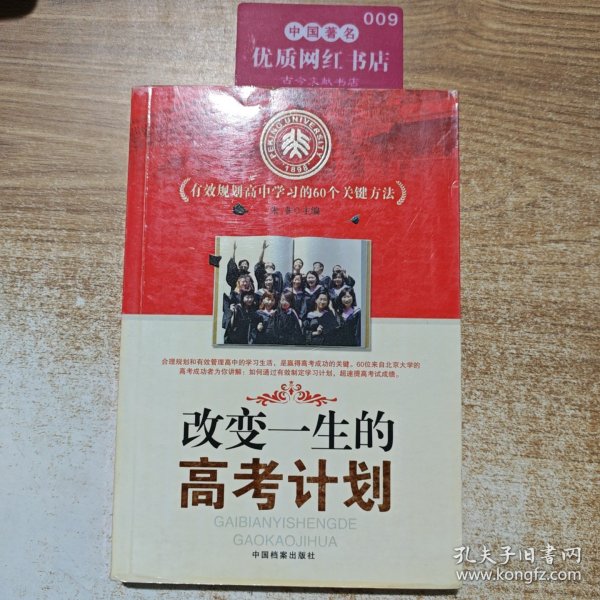 009
中国著名
优质网红书店
古今文献书店
PEKING UNIVERSITY
1898
有效规划高中学习的60个关键方法
主编
合理规划和有效管理高中的学习生活，是赢得高考成功的关键。60位来自北京大学的
高考成功者为你讲解：如何通过有效制定学习计划，超速提高考试成绩。
改变一生的
高考计划
GAIBIANYISHENGDE
GAOKAOJIHUA
中国档案出版社
孔夫子旧书网
www.kongfz.com